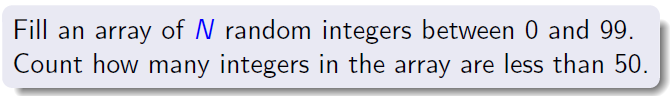 Fill an array of N random integers between 0 and 99.
Count how many integers in the array are less than 50.